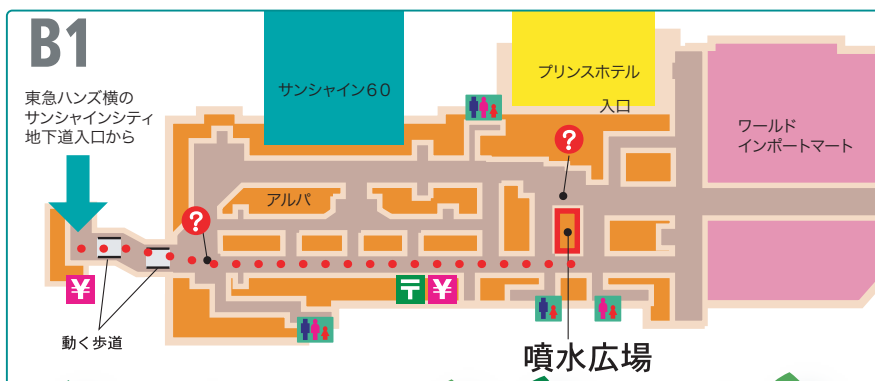 B1
東急ハンズ横の
サンシャインシティ
地下道入口から
サンシャイン60
プリンスホテル
入口
ワールド
インポートマート
?
アルパ
?
¥
〒
¥
動く歩道
噴水広場